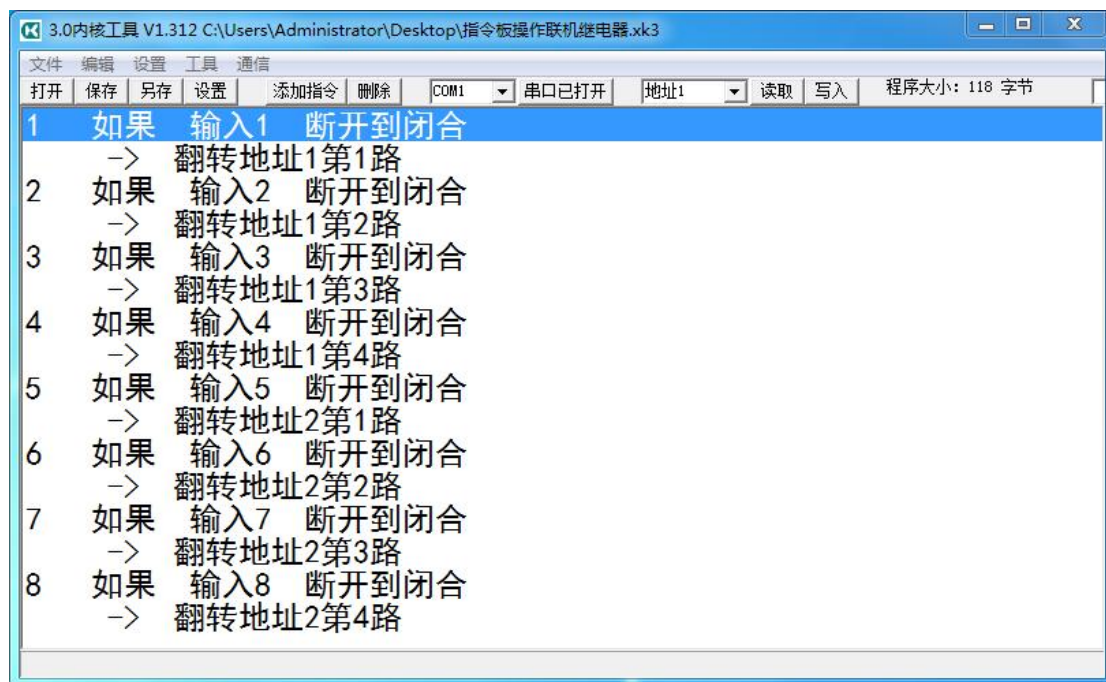 3.0内核工具 V1.312 C:\Users\Administrator\Desktop\指令板操作联机继电器.xk3
文件 编辑 设置 工具 通信
打开 保存 另存 设置 添加指令 删除 COM1 串口已打开 地址1 读取 写入 程序大小: 118 字节
1 如果 输入1 断开到闭合
-> 翻转地址1第1路
2 如果 输入2 断开到闭合
-> 翻转地址1第2路
3 如果 输入3 断开到闭合
-> 翻转地址1第3路
4 如果 输入4 断开到闭合
-> 翻转地址1第4路
5 如果 输入5 断开到闭合
-> 翻转地址2第1路
6 如果 输入6 断开到闭合
-> 翻转地址2第2路
7 如果 输入7 断开到闭合
-> 翻转地址2第3路
8 如果 输入8 断开到闭合
-> 翻转地址2第4路